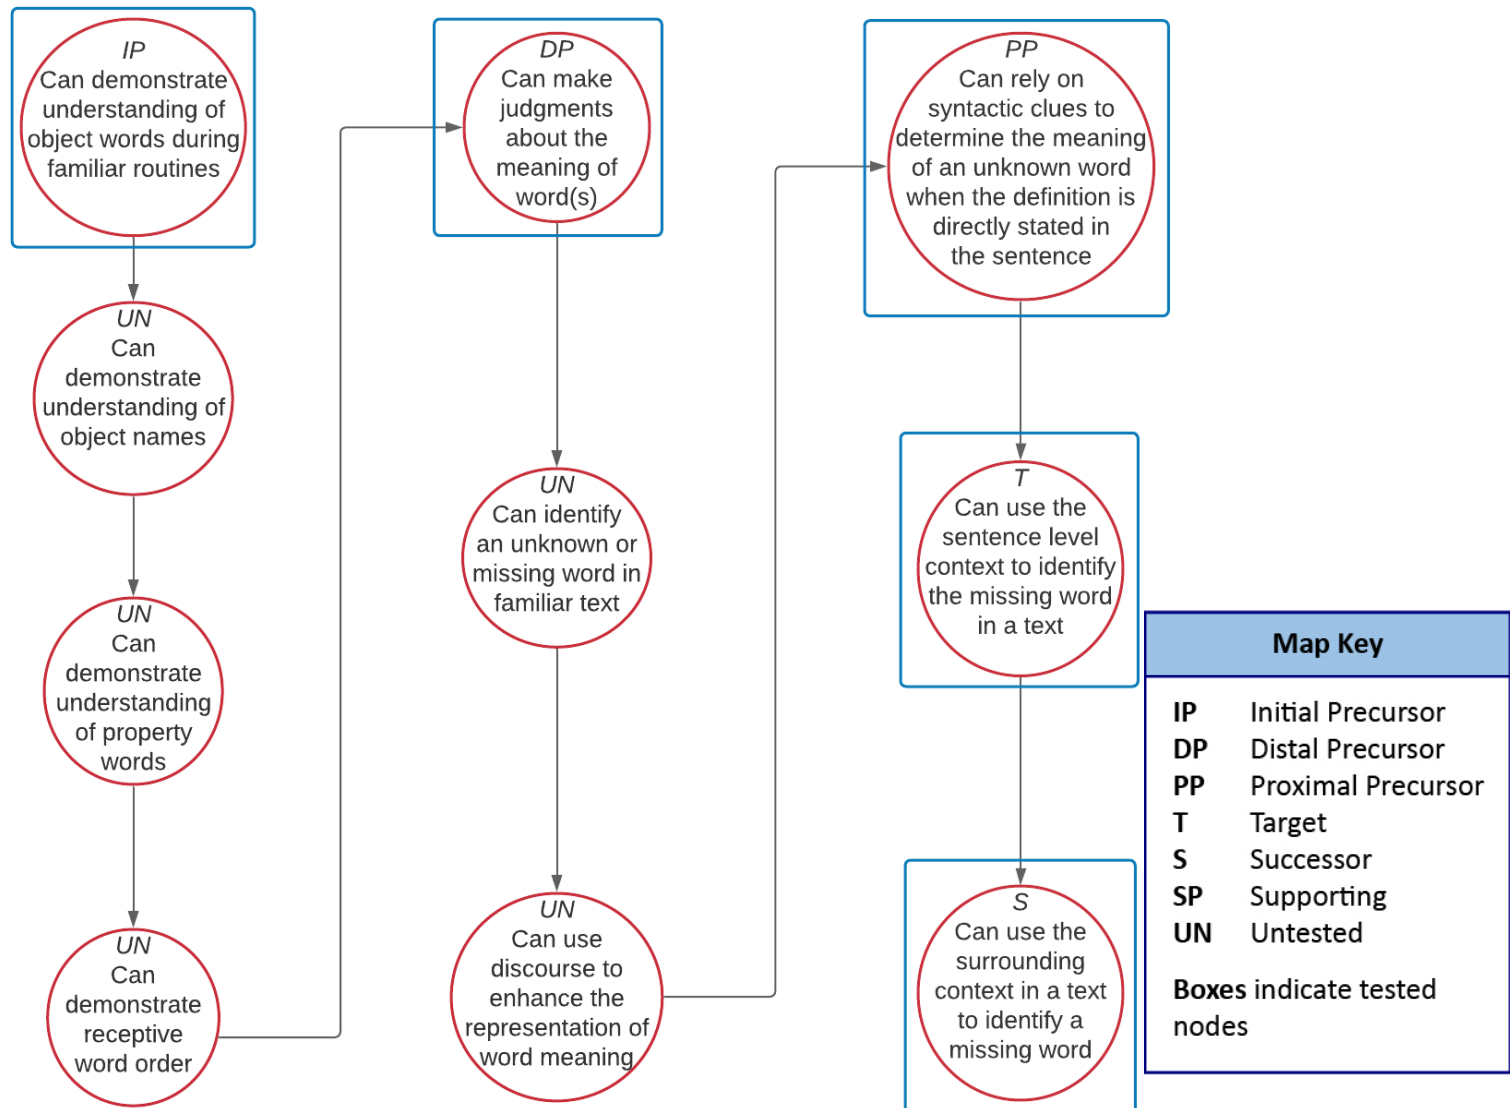 IP
Can demonstrate
understanding of
object words during
familiar routines
UN
Can
demonstrate
understanding of
object names
UN
Can
demonstrate
understanding
of property
words
UN
Can
demonstrate
receptive
word order
DP
Can make
judgments
about the
meaning of
word(s)
UN
Can identify
an unknown or
missing word in
familiar text
UN
Can use
discourse to
enhance the
representation of
word meaning
PP
Can rely on
syntactic clues to
determine the meaning
of an unknown word
when the definition is
directly stated in
the sentence
T
Can use the
sentence level
context to identify
the missing word
in a text
S
Can use the
surrounding
context in a text
to identify a
missing word
Map Key
IP Initial Precursor
DP Distal Precursor
PP Proximal Precursor
T Target
S Successor
SP Supporting
UN Untested
Boxes indicate tested
nodes